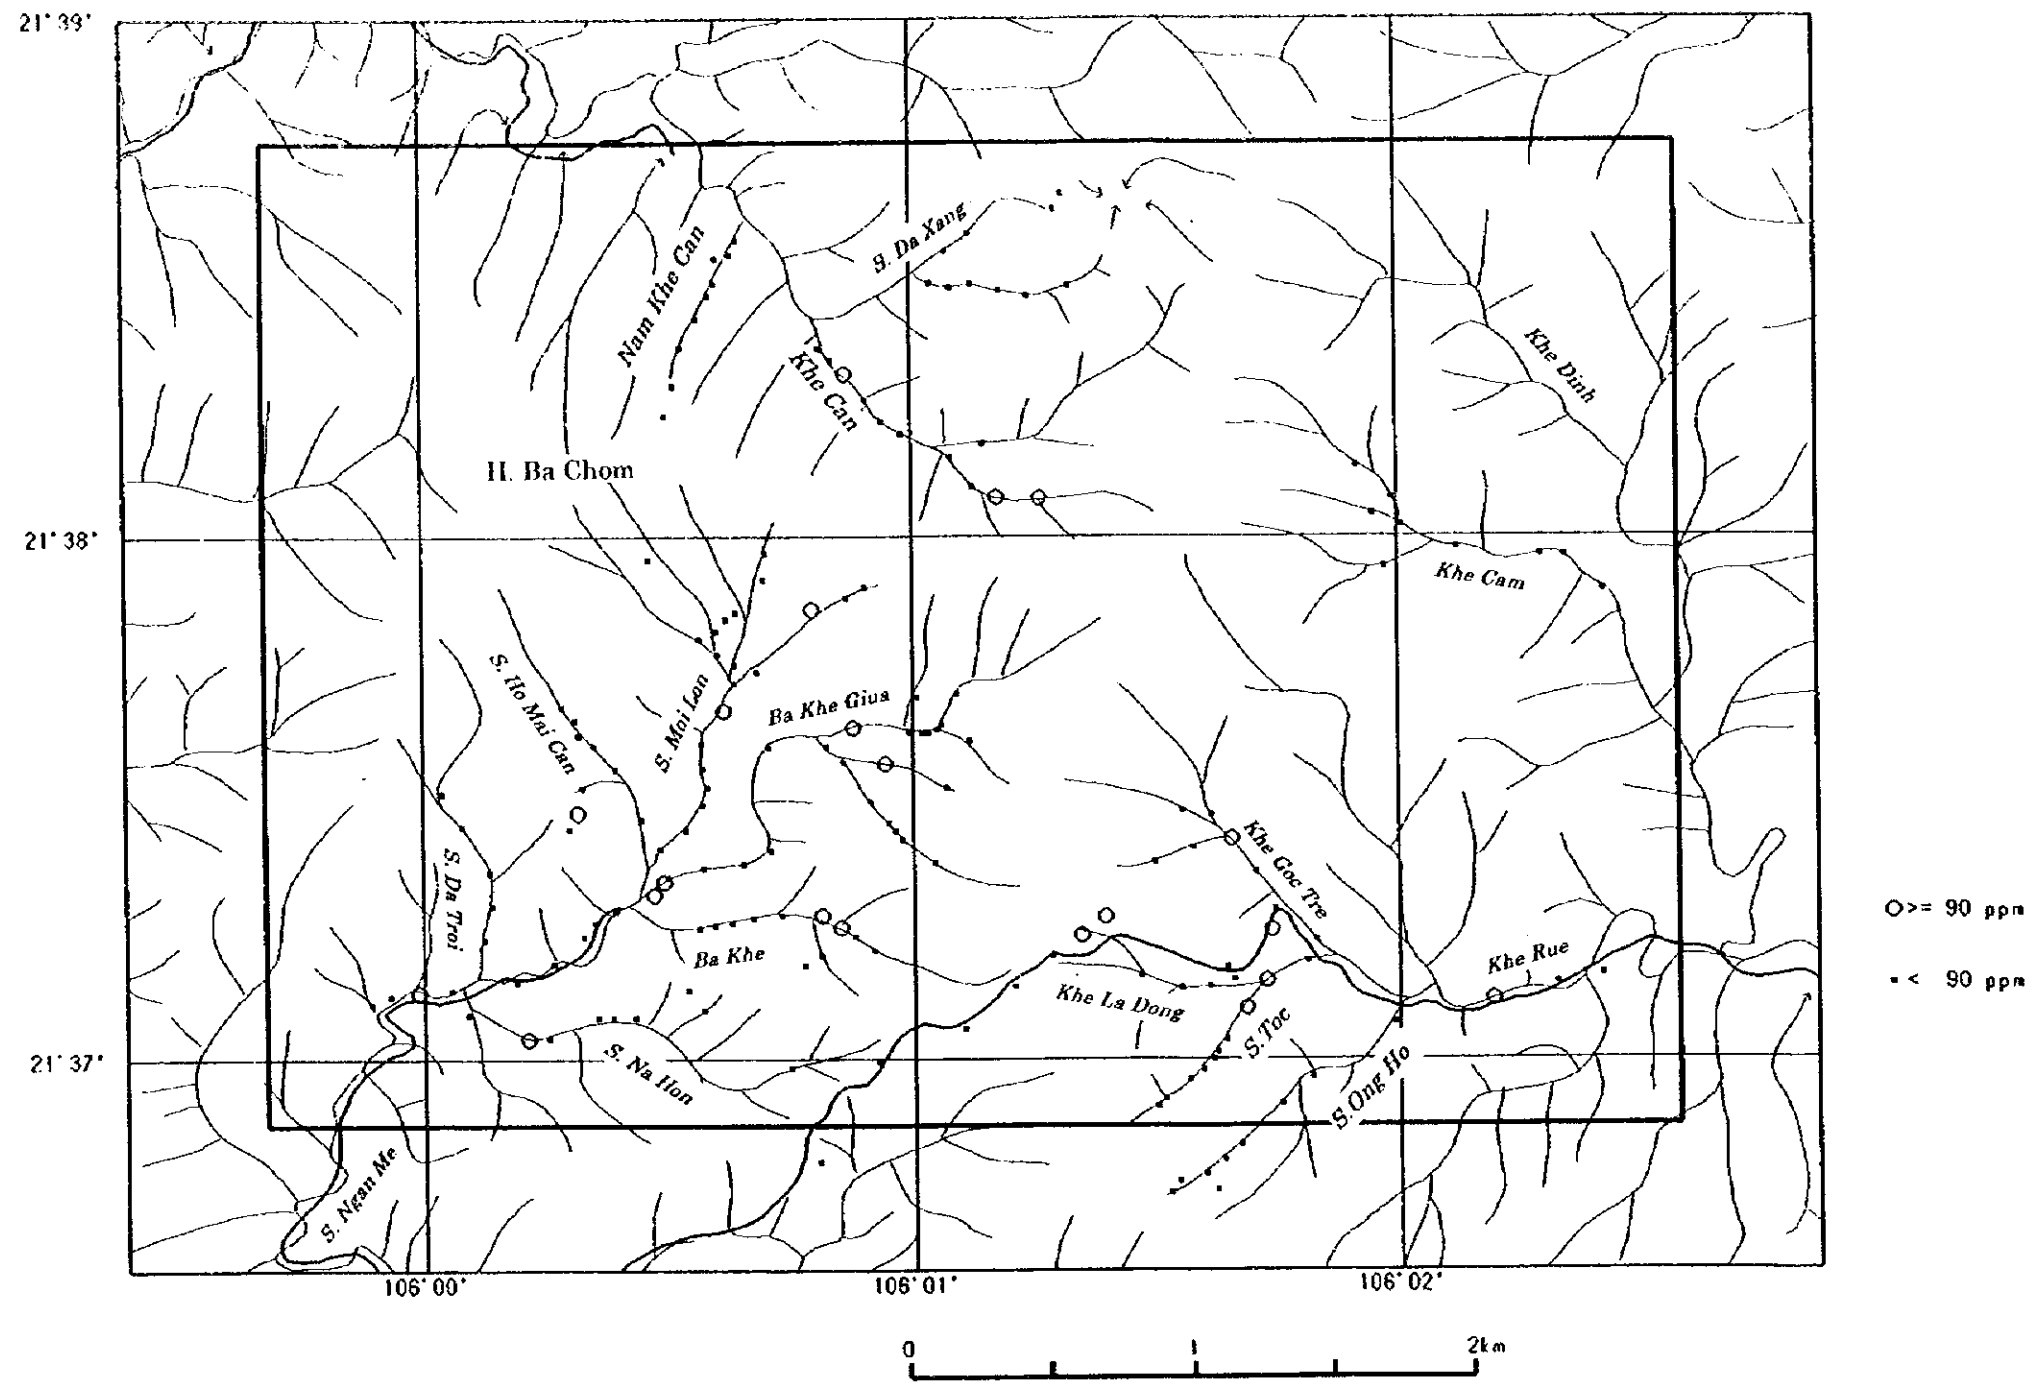 21°39'
S. Da Xang
Nam Khe Can
Khe Can
Khe Dinh
H. Ba Chom
21°38'
Khe Cam
S. Ho Mai Can
S. Moi Lan
Ba Khe Giua
Khe Goc Tre
S. Da Troi
○>= 90 ppm
Ba Khe
Khe Rue
Khe La Dong
▪< 90 ppm
S. Toc
21°37'
S. Na Hon
S. Ong Ho
S. Ngan Me
106°00'
106°01'
106°02'
0 1 2km